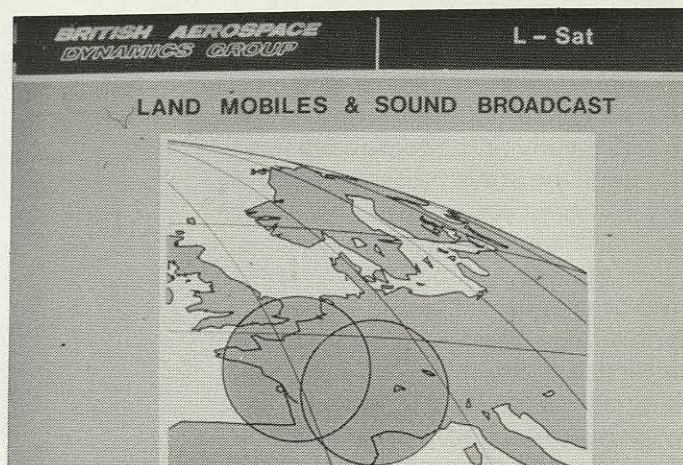 BRITISH AEROSPACE
DYNAMICS GROUP
L – Sat
LAND MOBILES & SOUND BROADCAST